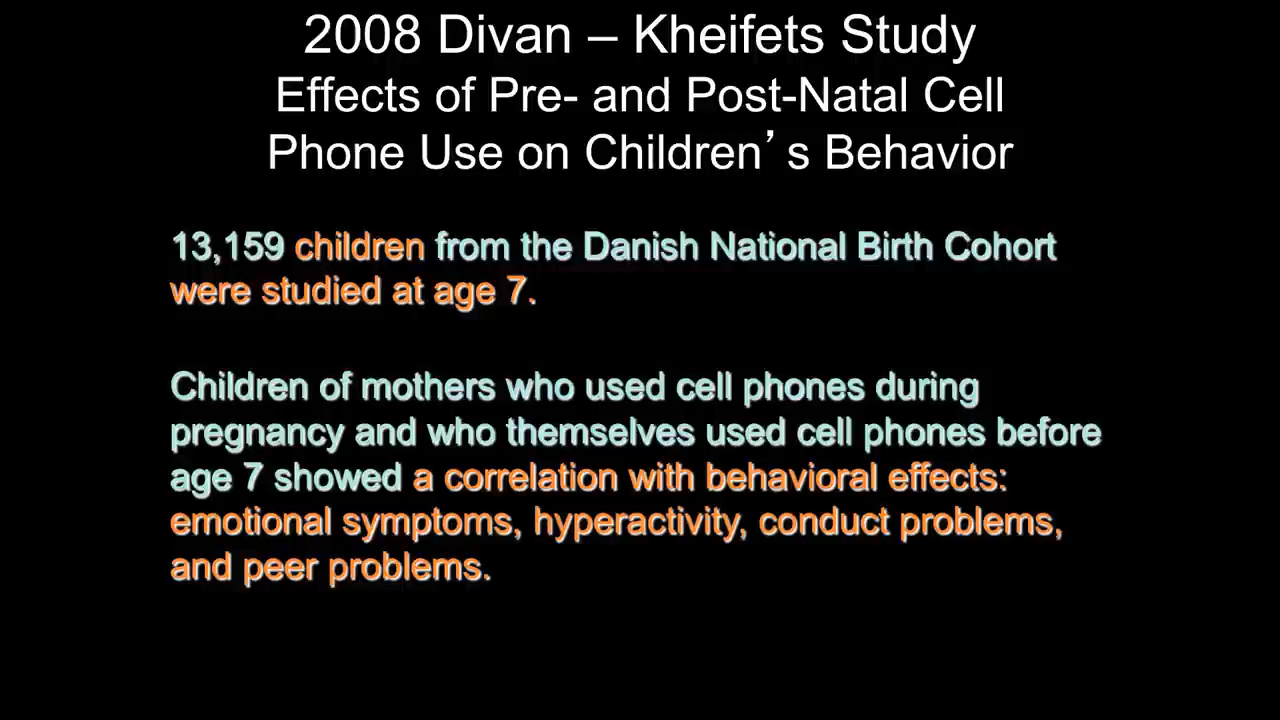 2008 Divan – Kheifets Study
Effects of Pre- and Post-Natal Cell
Phone Use on Children’s Behavior
13,159 children from the Danish National Birth Cohort
were studied at age 7.
Children of mothers who used cell phones during
pregnancy and who themselves used cell phones before
age 7 showed a correlation with behavioral effects:
emotional symptoms, hyperactivity, conduct problems,
and peer problems.